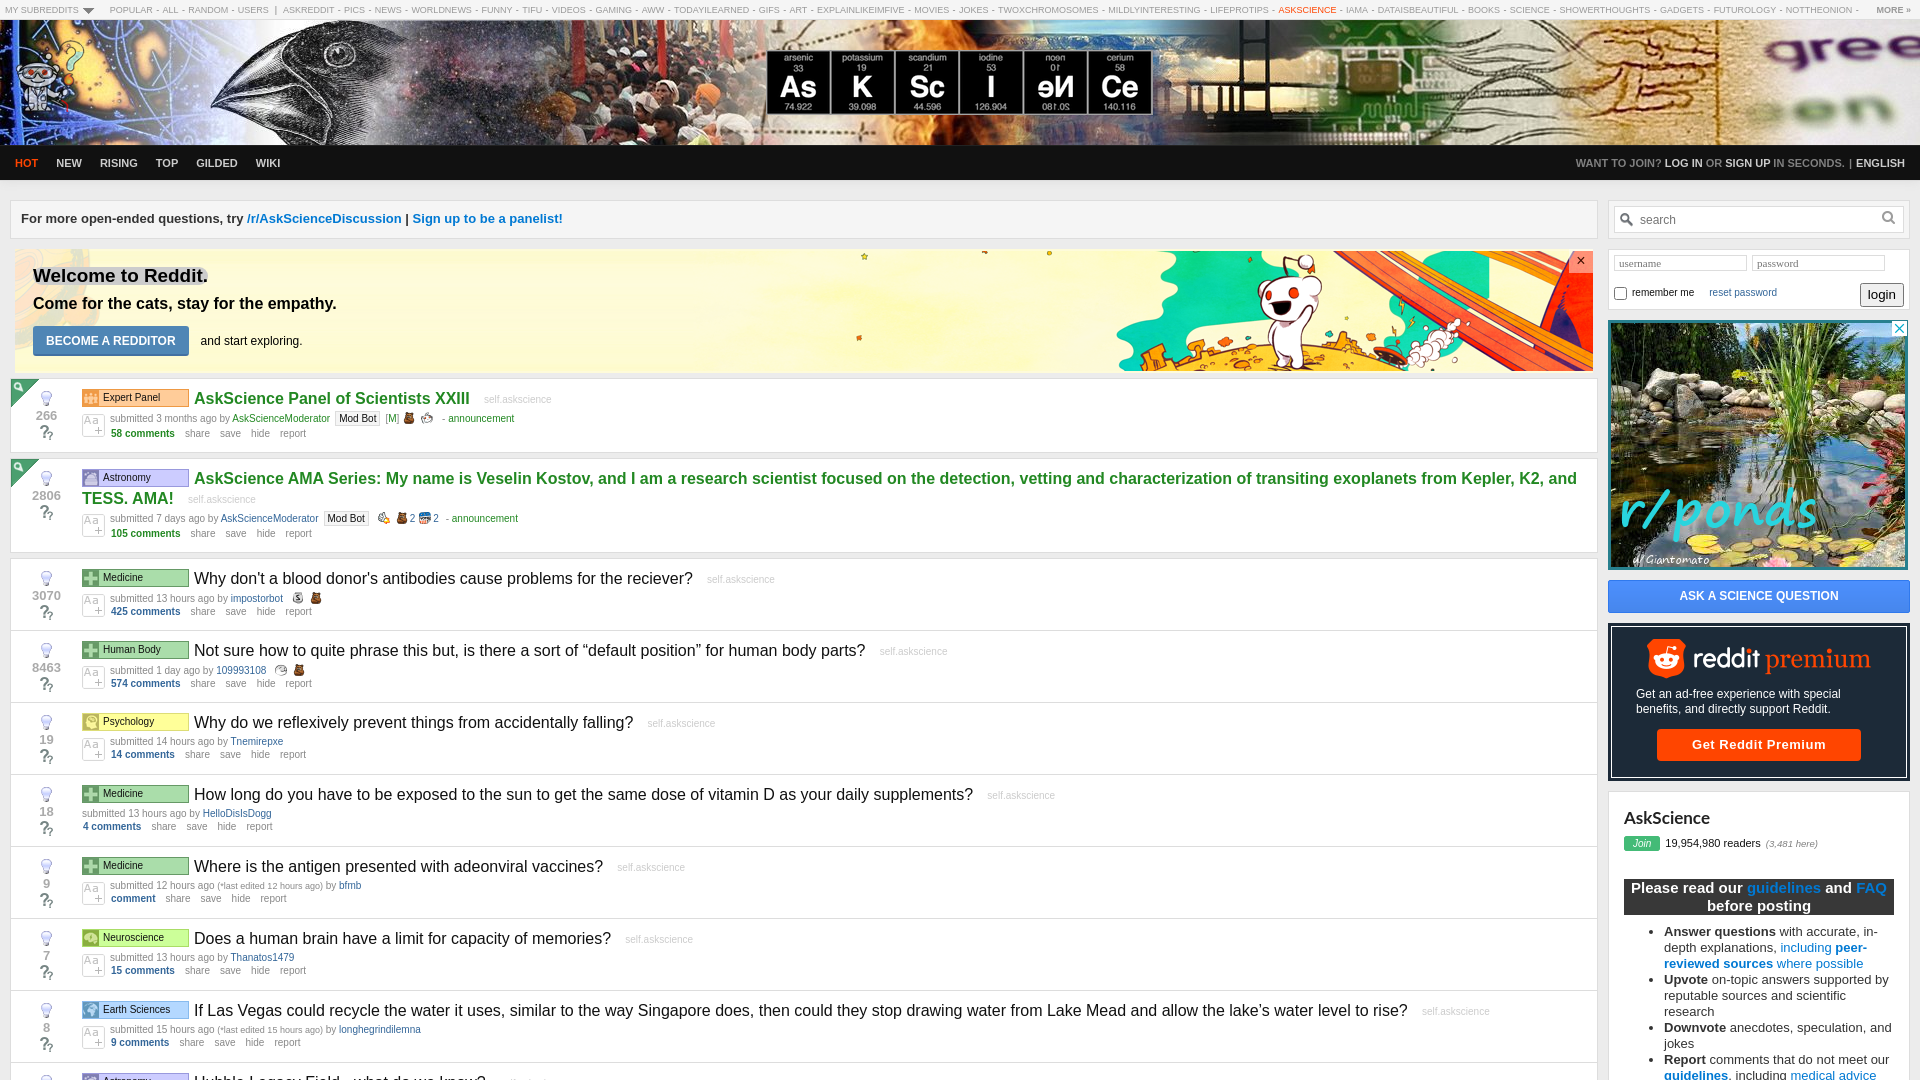 MY SUBREDDITS POPULAR - ALL - RANDOM - USERS | ASKREDDIT - PICS - NEWS - WORLDNEWS - FUNNY - TIFU - VIDEOS - GAMING - AWW - TODAYILEARNED - GIFS - ART - EXPLAINLIKEIMFIVE - MOVIES - JOKES - TWOXCHROMOSOMES - MILDLYINTERESTING - LIFEPROTIPS - ASKSCIENCE - IAMA - DATAISBEAUTIFUL - BOOKS - SCIENCE - SHOWERTHOUGHTS - GADGETS - FUTUROLOGY - NOTTHEONION - MORE »
arsenic potassium scandium iodine neon cerium
33 19 21 53 10 58
As K Sc I Ne Ce
74.922 39.098 44.596 126.904 20.180 140.116
gree
en
HOT NEW RISING TOP GILDED WIKI
WANT TO JOIN? LOG IN OR SIGN UP IN SECONDS. | ENGLISH
For more open-ended questions, try /r/AskScienceDiscussion | Sign up to be a panelist!
Welcome to Reddit.
Come for the cats, stay for the empathy.
BECOME A REDDITOR and start exploring.
×
266
Expert Panel AskScience Panel of Scientists XXIII self.askscience
Aa+ submitted 3 months ago by AskScienceModerator Mod Bot [M] - announcement
58 comments share save hide report
2806
Astronomy AskScience AMA Series: My name is Veselin Kostov, and I am a research scientist focused on the detection, vetting and characterization of transiting exoplanets from Kepler, K2, and
TESS. AMA! self.askscience
Aa+ submitted 7 days ago by AskScienceModerator Mod Bot 2 2 - announcement
105 comments share save hide report
3070
Medicine Why don't a blood donor's antibodies cause problems for the reciever? self.askscience
Aa+ submitted 13 hours ago by impostorbot
425 comments share save hide report
8463
Human Body Not sure how to quite phrase this but, is there a sort of “default position” for human body parts? self.askscience
Aa+ submitted 1 day ago by 109993108
574 comments share save hide report
19
Psychology Why do we reflexively prevent things from accidentally falling? self.askscience
Aa+ submitted 14 hours ago by Tnemirepxe
14 comments share save hide report
18
Medicine How long do you have to be exposed to the sun to get the same dose of vitamin D as your daily supplements? self.askscience
submitted 13 hours ago by HelloDisIsDogg
4 comments share save hide report
9
Medicine Where is the antigen presented with adeonviral vaccines? self.askscience
Aa+ submitted 12 hours ago (*last edited 12 hours ago) by bfmb
comment share save hide report
7
Neuroscience Does a human brain have a limit for capacity of memories? self.askscience
Aa+ submitted 13 hours ago by Thanatos1479
15 comments share save hide report
8
Earth Sciences If Las Vegas could recycle the water it uses, similar to the way Singapore does, then could they stop drawing water from Lake Mead and allow the lake’s water level to rise? self.askscience
Aa+ submitted 15 hours ago (*last edited 15 hours ago) by longhegrindilemna
9 comments share save hide report
Astronomy Hubble Legacy Field - what do we know?
search
username password
remember me reset password login
r/ponds
u/Giantomato
ASK A SCIENCE QUESTION
reddit premium
Get an ad-free experience with special
benefits, and directly support Reddit.
Get Reddit Premium
AskScience
Join 19,954,980 readers (3,481 here)
Please read our guidelines and FAQ
before posting
• Answer questions with accurate, in-
depth explanations, including peer-
reviewed sources where possible
• Upvote on-topic answers supported by
reputable sources and scientific
research
• Downvote anecdotes, speculation, and
jokes
• Report comments that do not meet our
guidelines, including medical advice